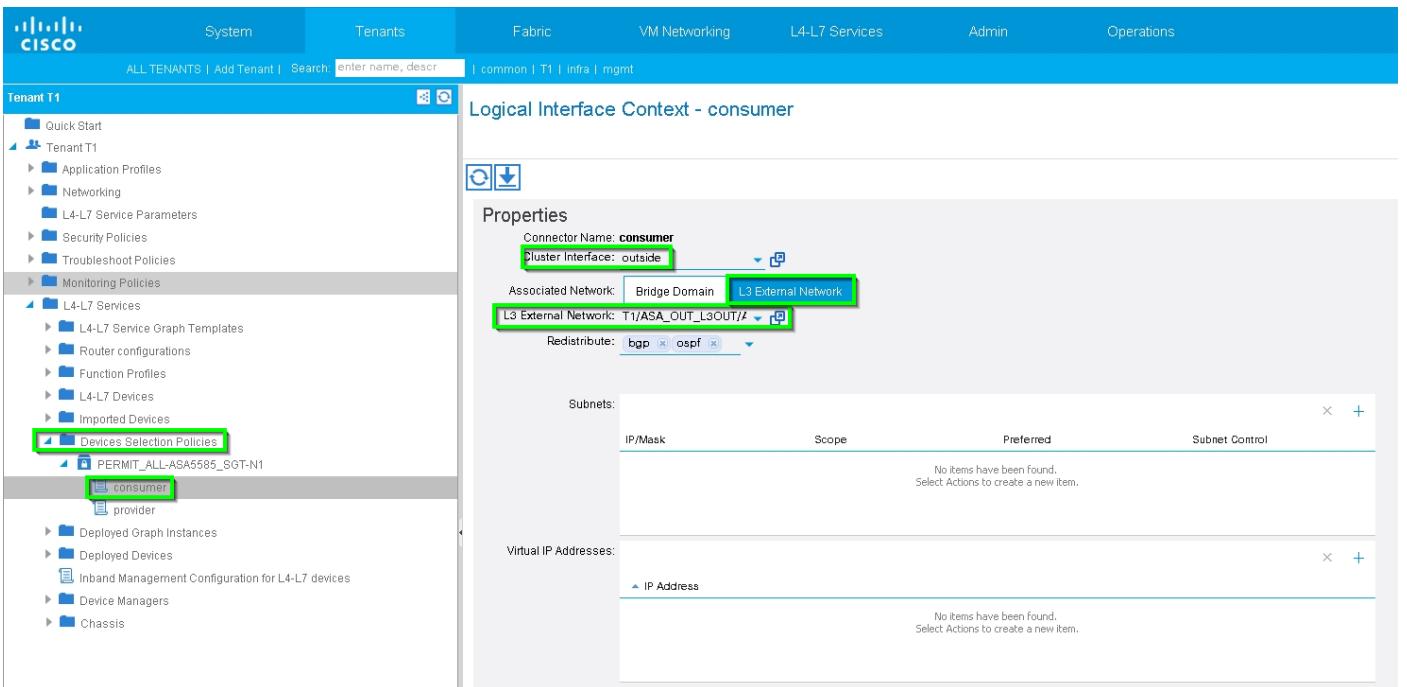 CISCO
System Tenants Fabric VM Networking L4-L7 Services Admin Operations
ALL TENANTS | Add Tenant | Search: enter name, descr | common | T1 | infra | mgmt
Tenant T1
Quick Start
Tenant T1
Application Profiles
Networking
L4-L7 Service Parameters
Security Policies
Troubleshoot Policies
Monitoring Policies
L4-L7 Services
L4-L7 Service Graph Templates
Router configurations
Function Profiles
L4-L7 Devices
Imported Devices
Devices Selection Policies
PERMIT_ALL-ASA5585_SGT-N1
consumer
provider
Deployed Graph Instances
Deployed Devices
Inband Management Configuration for L4-L7 devices
Device Managers
Chassis
Logical Interface Context - consumer
Properties
Connector Name: consumer
Cluster Interface: outside
Associated Network: Bridge Domain L3 External Network
L3 External Network: T1/ASA_OUT_L3OUT/
Redistribute: bgp ospf
Subnets:
IP/Mask Scope Preferred Subnet Control
No items have been found.
Select Actions to create a new item.
Virtual IP Addresses:
IP Address
No items have been found.
Select Actions to create a new item.